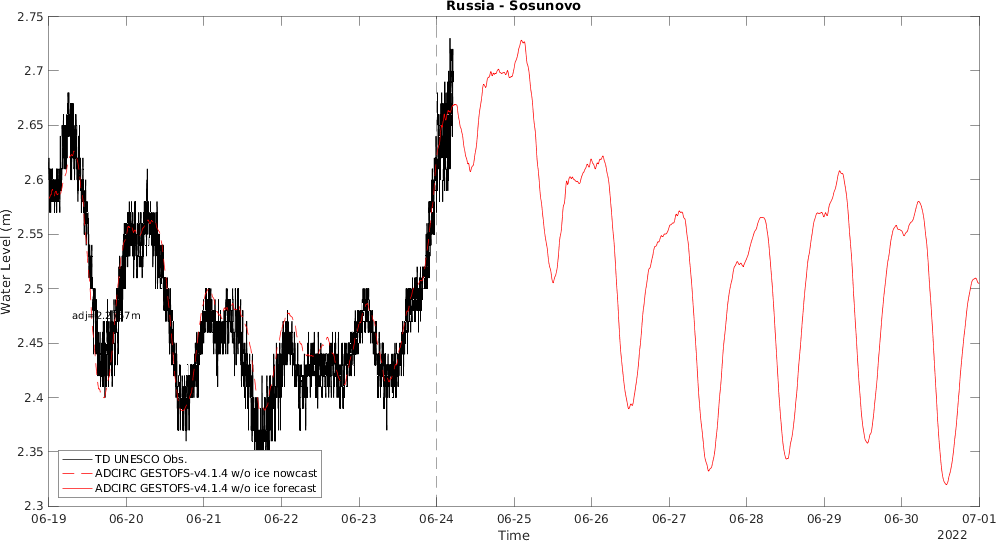 Russia - Sosunovo
2.75
2.7
2.65
2.6
2.55
2.5
2.45
2.4
2.35
2.3
Water Level (m)
TD UNESCO Obs.
ADCIRC GESTOFS-v4.1.4 w/o ice nowcast
ADCIRC GESTOFS-v4.1.4 w/o ice forecast
06-19 06-20 06-21 06-22 06-23 06-24 06-25 06-26 06-27 06-28 06-29 06-30 07-01
Time
2022